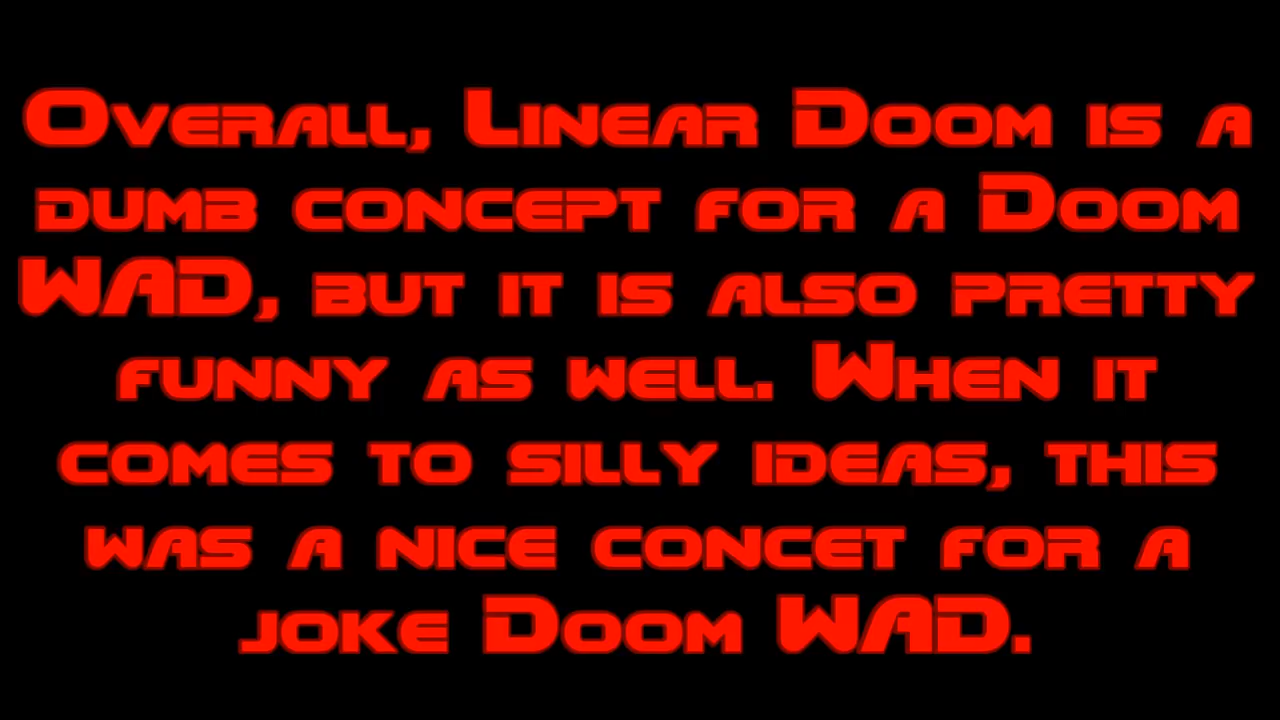 Overall, Linear Doom is a
dumb concept for a Doom
WAD, but it is also pretty
funny as well. When it
comes to silly ideas, this
was a nice concet for a
joke Doom WAD.